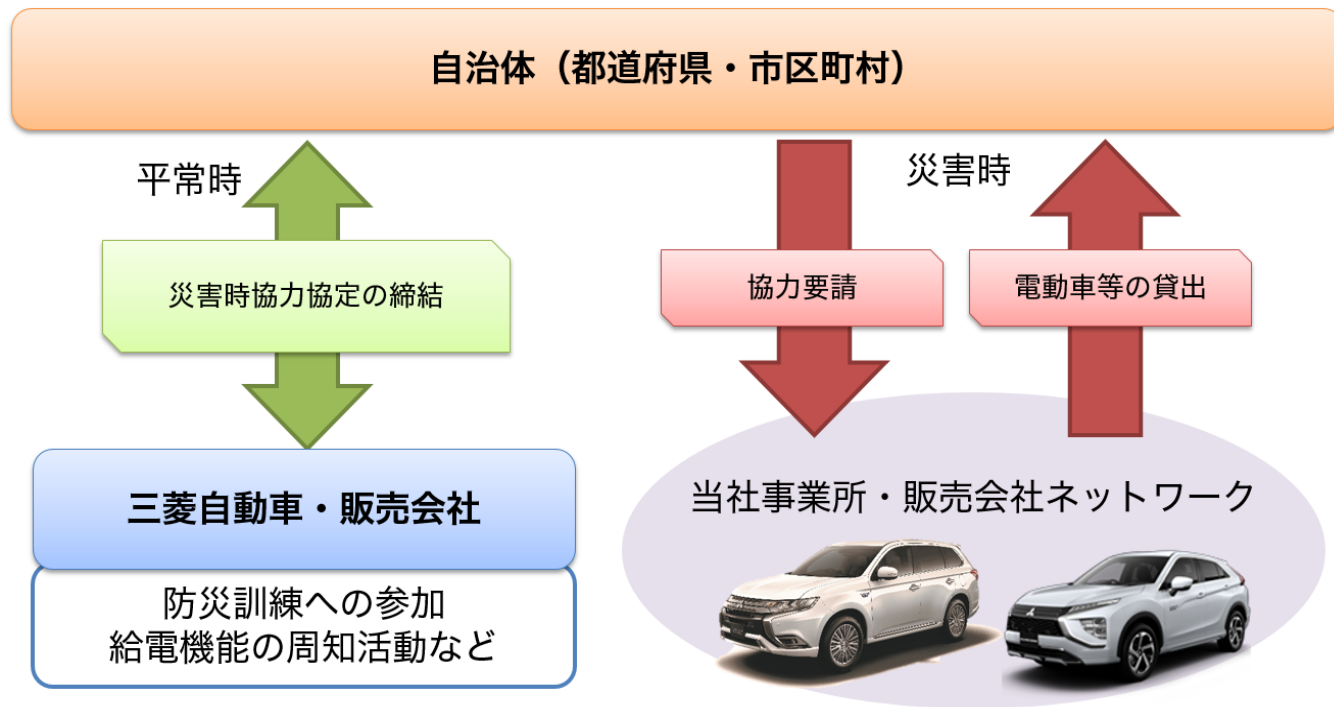 自治体（都道府県・市区町村）
平常時
災害時協力協定の締結
三菱自動車・販売会社
防災訓練への参加
給電機能の周知活動など
災害時
協力要請
電動車等の貸出
当社事業所・販売会社ネットワーク